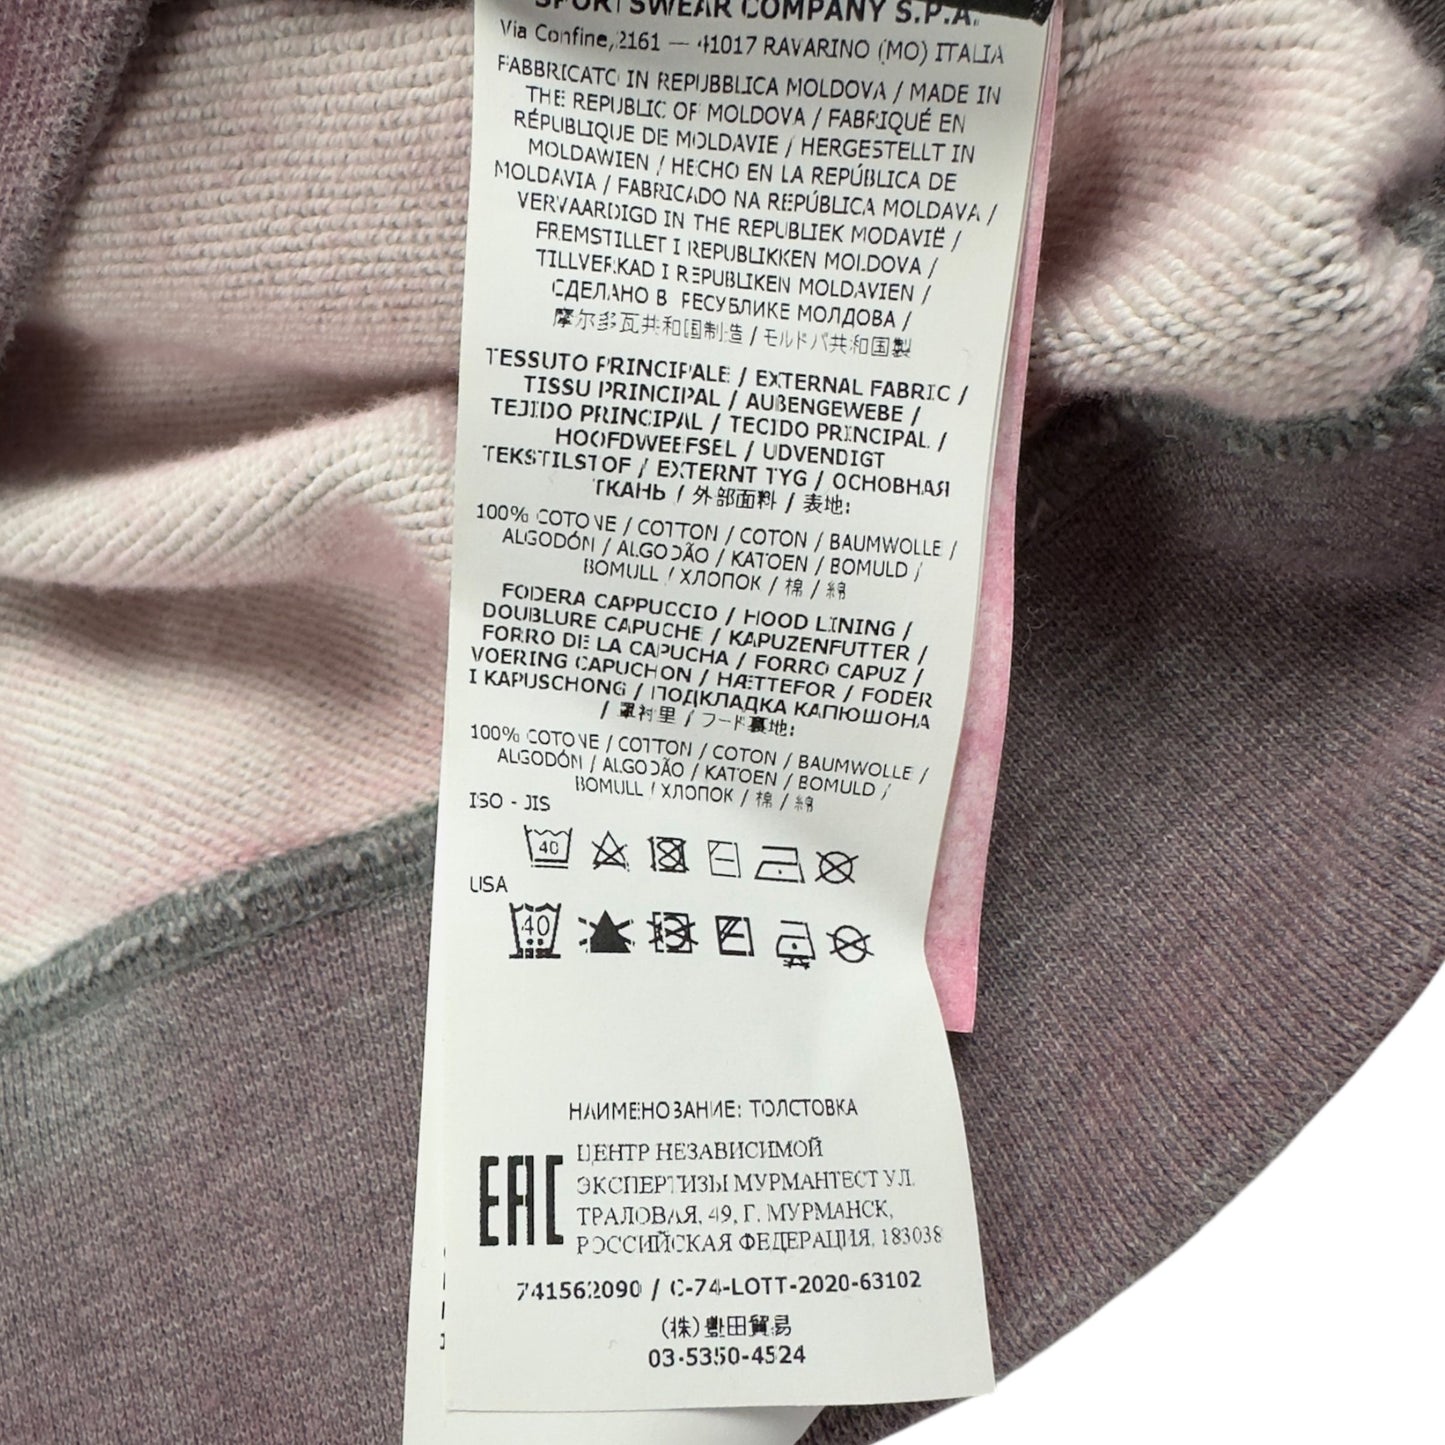 SPORTSWEAR COMPANY S.P.A.
Via Confine, 2161 — 41017 RAVARINO (MO) ITALIA
FABBRICATO IN REPUBBLICA MOLDOVA / MADE IN
THE REPUBLIC OF MOLDOVA / FABRIQUÉ EN
RÉPUBLIQUE DE MOLDAVIE / HERGESTELLT IN
MOLDAWIEN / HECHO EN LA REPÚBLICA DE
MOLDAVIA / FABRICADO NA REPÚBLICA MOLDAVA /
VERVAARDIGD IN THE REPUBLIEK MODAVIË /
FREMSTILLET I REPUBLIKKEN MOLDOVA /
TILLVERKAD I REPUBLIKEN MOLDAVIEN /
СДЕЛАНО В РЕСУБЛИКЕ МОЛДОВА /
摩尔多瓦共和国制造 / モルドバ共和国製
TESSUTO PRINCIPALE / EXTERNAL FABRIC /
TISSU PRINCIPAL / AUßENGEWEBE /
TEJIDO PRINCIPAL / TECIDO PRINCIPAL /
HOOFDWEEFSEL / UDVENDIGT
TEKSTILSTOF / EXTERNT TYG / ОСНОВНАЯ
ТКАНЬ / 外部面料 / 表地:
100% COTONE / COTTON / COTON / BAUMWOLLE /
ALGODÓN / ALGODÃO / KATOEN / BOMULD /
BOMULL / ХЛОПОК / 棉 / 綿
FODERA CAPPUCCIO / HOOD LINING /
DOUBLURE CAPUCHE / KAPUZENFUTTER /
FORRO DE LA CAPUCHA / FORRO CAPUZ /
VOERING CAPUCHON / HÆTTEFOR / FODER
I KAPUSCHONG / ПОДКЛАДКА КАПЮШОНА
/ 罩衬里 / フード裏地:
100% COTONE / COTTON / COTON / BAUMWOLLE /
ALGODÓN / ALGODÃO / KATOEN / BOMULD /
BOMULL / ХЛОПОК / 棉 / 綿
ISO - JIS
40
USA
40
НАИМЕНОВАНИЕ: ТОЛСТОВКА
EAC
ЦЕНТР НЕЗАВИСИМОЙ
ЭКСПЕРТИЗЫ МУРМАНТЕСТ УЛ.
ТРАЛОВАЯ, 49, Г. МУРМАНСК,
РОССИЙСКАЯ ФЕДЕРАЦИЯ, 183038
741562090 / C-74-LOTT-2020-63102
(株)豊田貿易
03-5350-4524